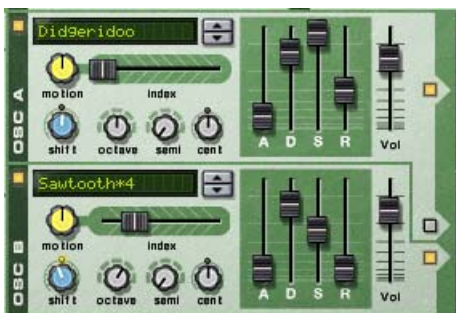 OSC A
Didgeridoo
motion
index
shift octave semi cent
A D S R Vol
OSC B
Sawtooth*4
motion
index
shift octave semi cent
A D S R Vol